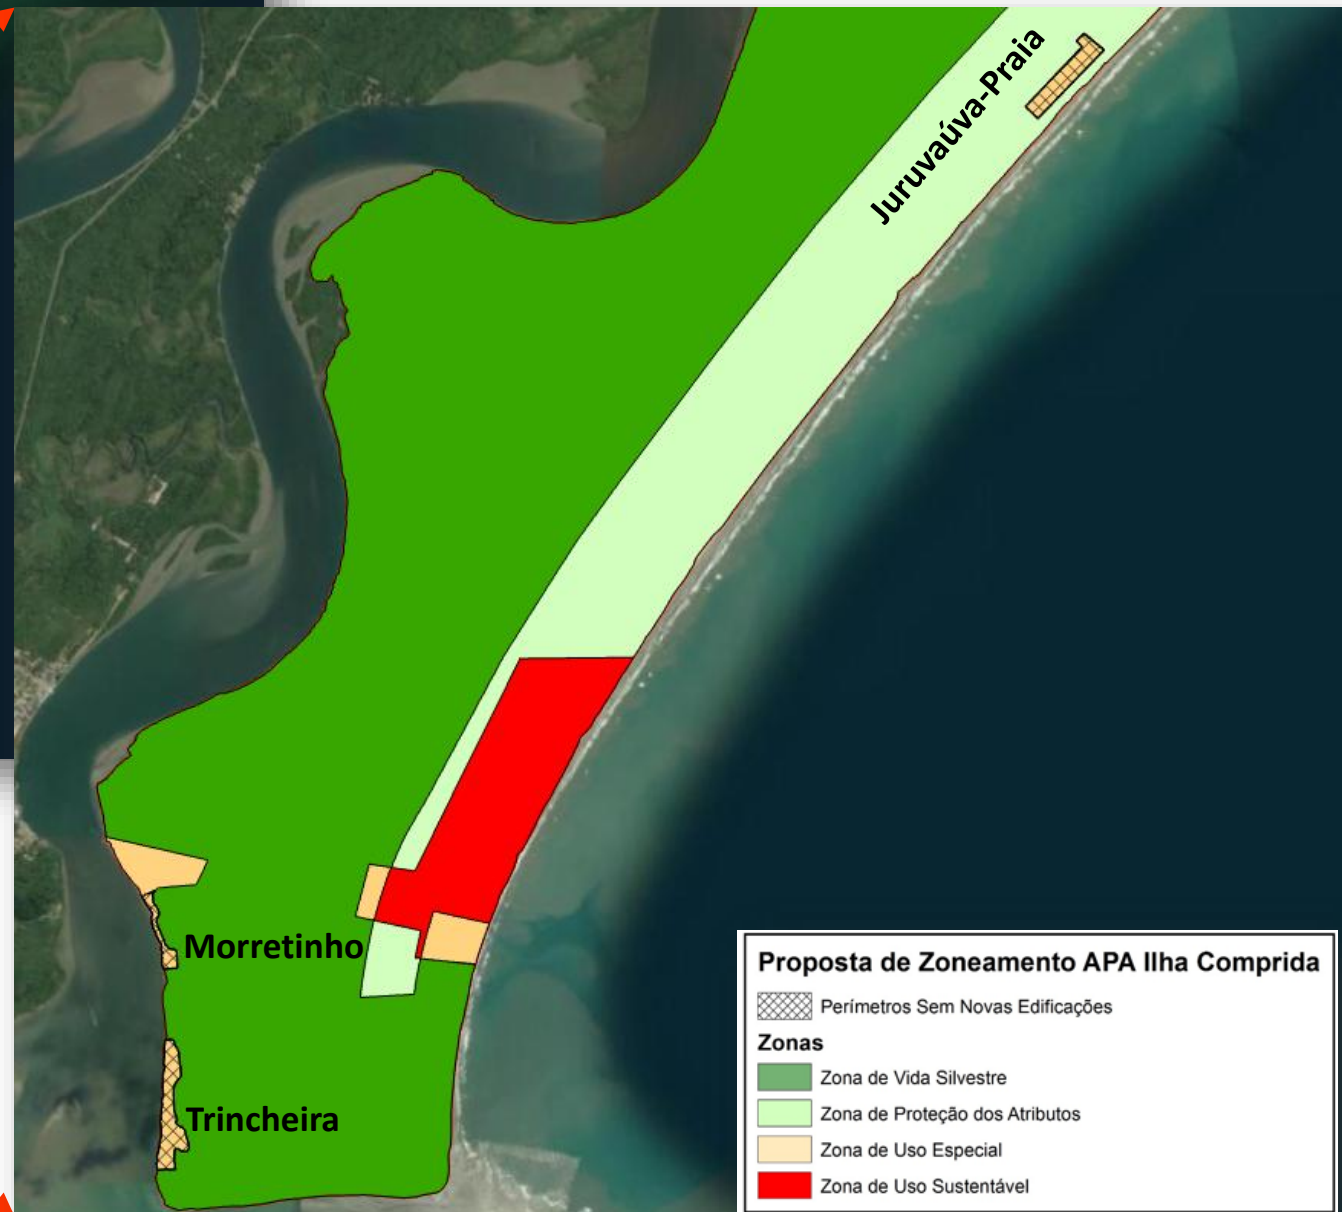 Juruvaúva-Praia
Morretinho
Trincheira
Proposta de Zoneamento APA Ilha Comprida
Perímetros Sem Novas Edificações
Zonas
Zona de Vida Silvestre
Zona de Proteção dos Atributos
Zona de Uso Especial
Zona de Uso Sustentável